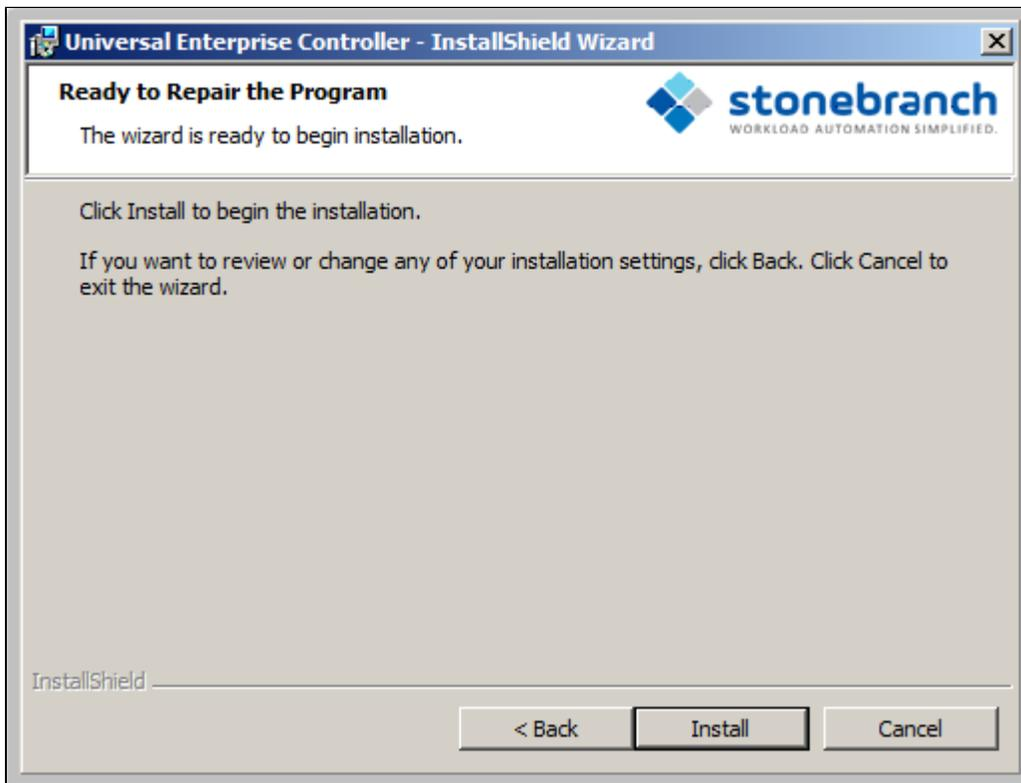 Universal Enterprise Controller - InstallShield Wizard
Ready to Repair the Program
The wizard is ready to begin installation.
stonebranch
WORKLOAD AUTOMATION SIMPLIFIED.
Click Install to begin the installation.
If you want to review or change any of your installation settings, click Back. Click Cancel to
exit the wizard.
InstallShield
< Back
Install
Cancel